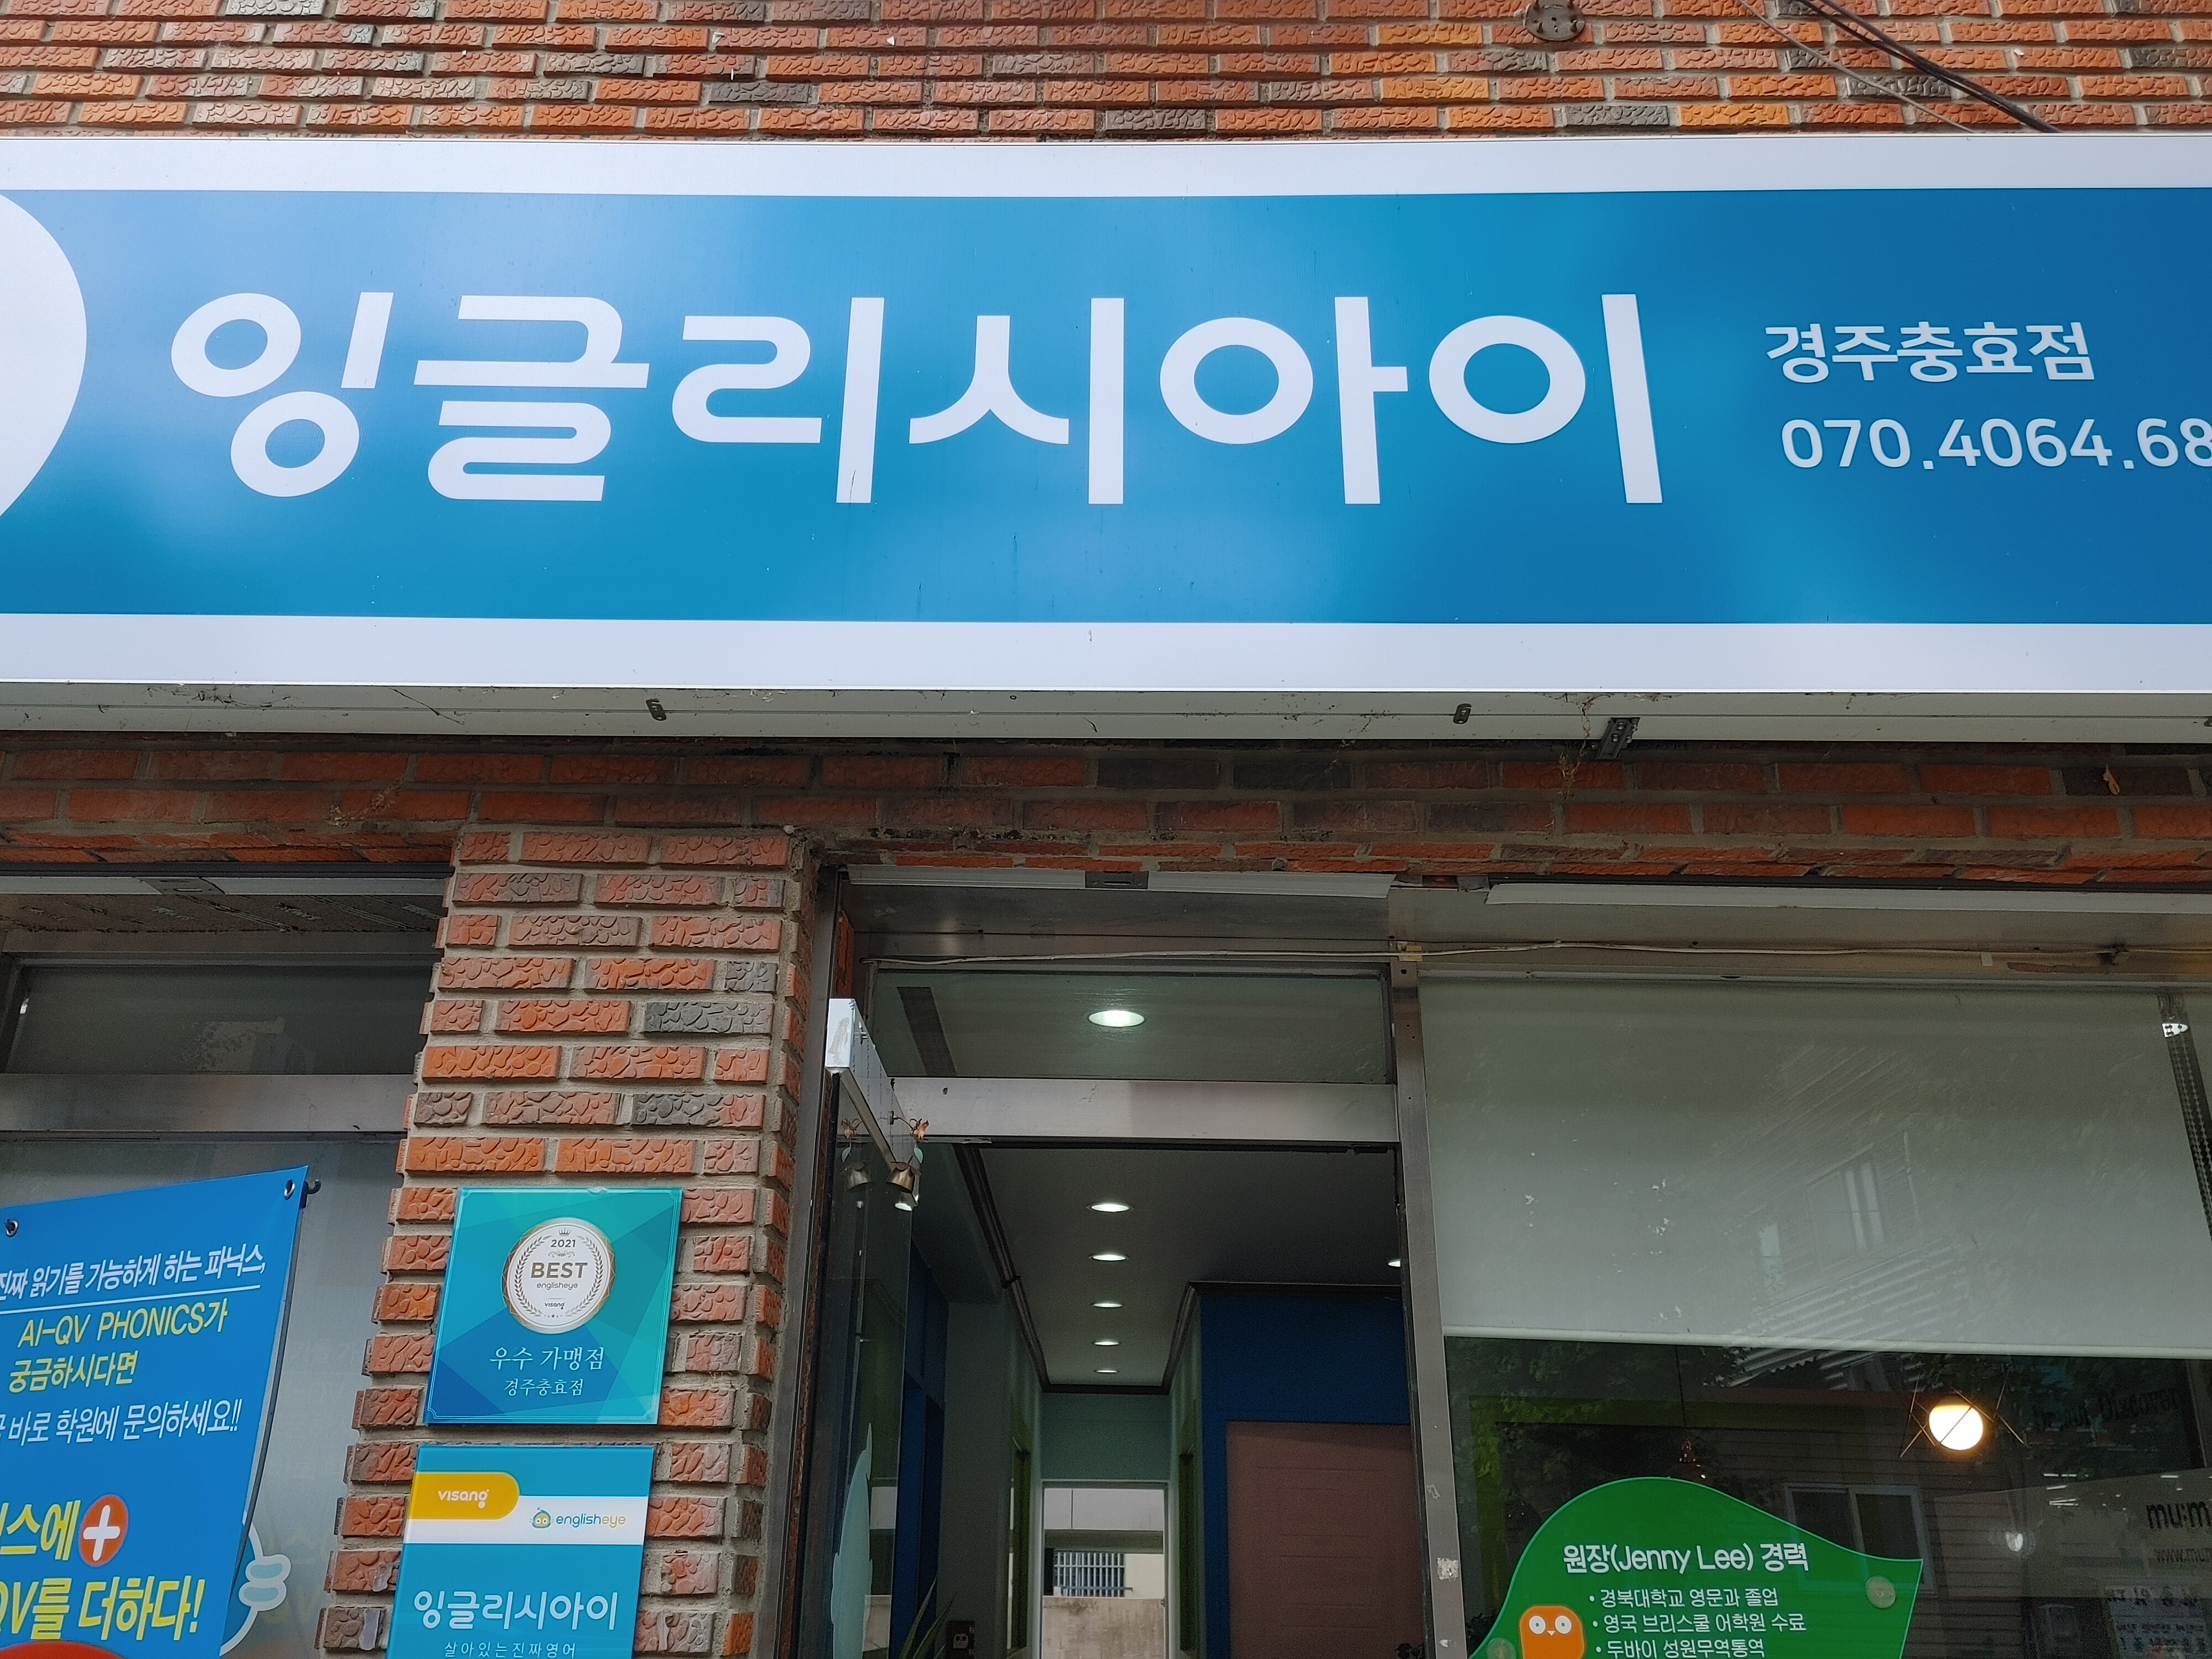 잉글리시아이
경주충효점
070.4064.68
진짜 읽기를 가능하게 하는 파닉스,
AI-QV PHONICS가
궁금하시다면
바로 학원에 문의하세요!!
스에+
QV를 더하다!
2021
BEST
englisheye
visang
우수 가맹점
경주충효점
visang
englisheye
잉글리시아이
살아있는진짜영어
원장(Jenny Lee) 경력
• 경북대학교 영문과 졸업
• 영국 브리스쿨 어학원 수료
• 두바이 성원무역통역
mu:m